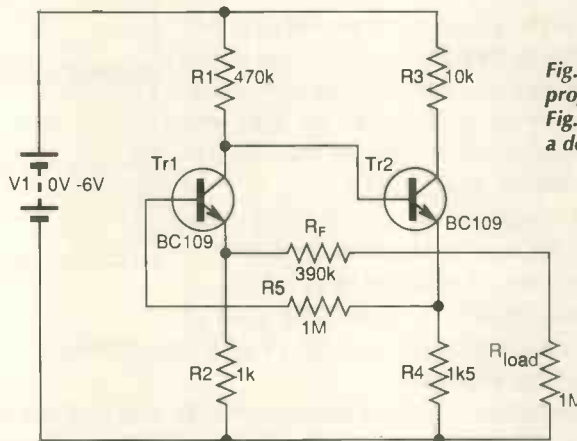 R1 470k
R3 10k
Fig.
pro
Fig.
a de
Tr1
Tr2
V1 0V -6V
BC109
BC109
RF
390k
R5
1M
R2 1k
R4 1k5
Rload
1M